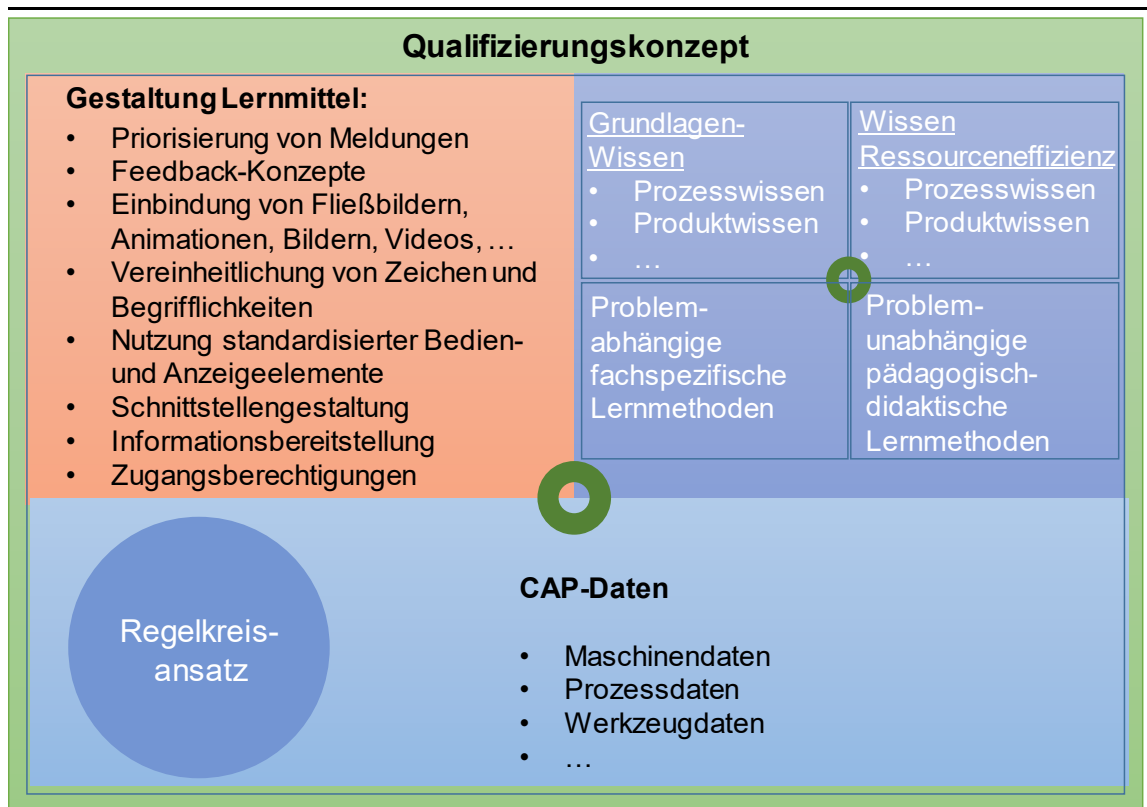 Qualifizierungskonzept
Gestaltung Lernmittel:
• Priorisierung von Meldungen
• Feedback-Konzepte
• Einbindung von Fließbildern,
Animationen, Bildern, Videos, …
• Vereinheitlichung von Zeichen und
Begrifflichkeiten
• Nutzung standardisierter Bedien-
und Anzeigeelemente
• Schnittstellengestaltung
• Informationsbereitstellung
• Zugangsberechtigungen
Grundlagen-
Wissen
• Prozesswissen
• Produktwissen
• …
Wissen
Ressourceneffizienz
• Prozesswissen
• Produktwissen
• …
Problem-
abhängige
fachspezifische
Lernmethoden
Problem-
unabhängige
pädagogisch-
didaktische
Lernmethoden
Regelkreis-
ansatz
CAP-Daten
• Maschinendaten
• Prozessdaten
• Werkzeugdaten
• …